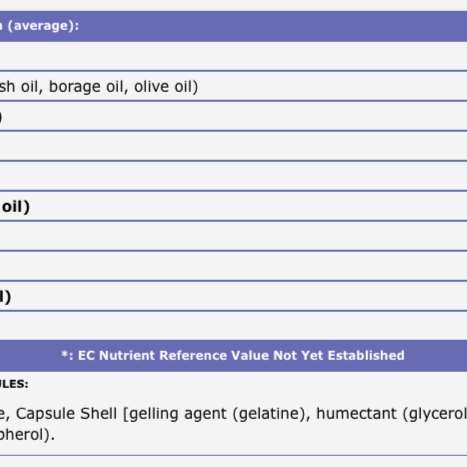 (average):
sh oil, borage oil, olive oil)
)
oil)
l)
*: EC Nutrient Reference Value Not Yet Established
ULES:
e, Capsule Shell [gelling agent (gelatine), humectant (glycerol
pherol).